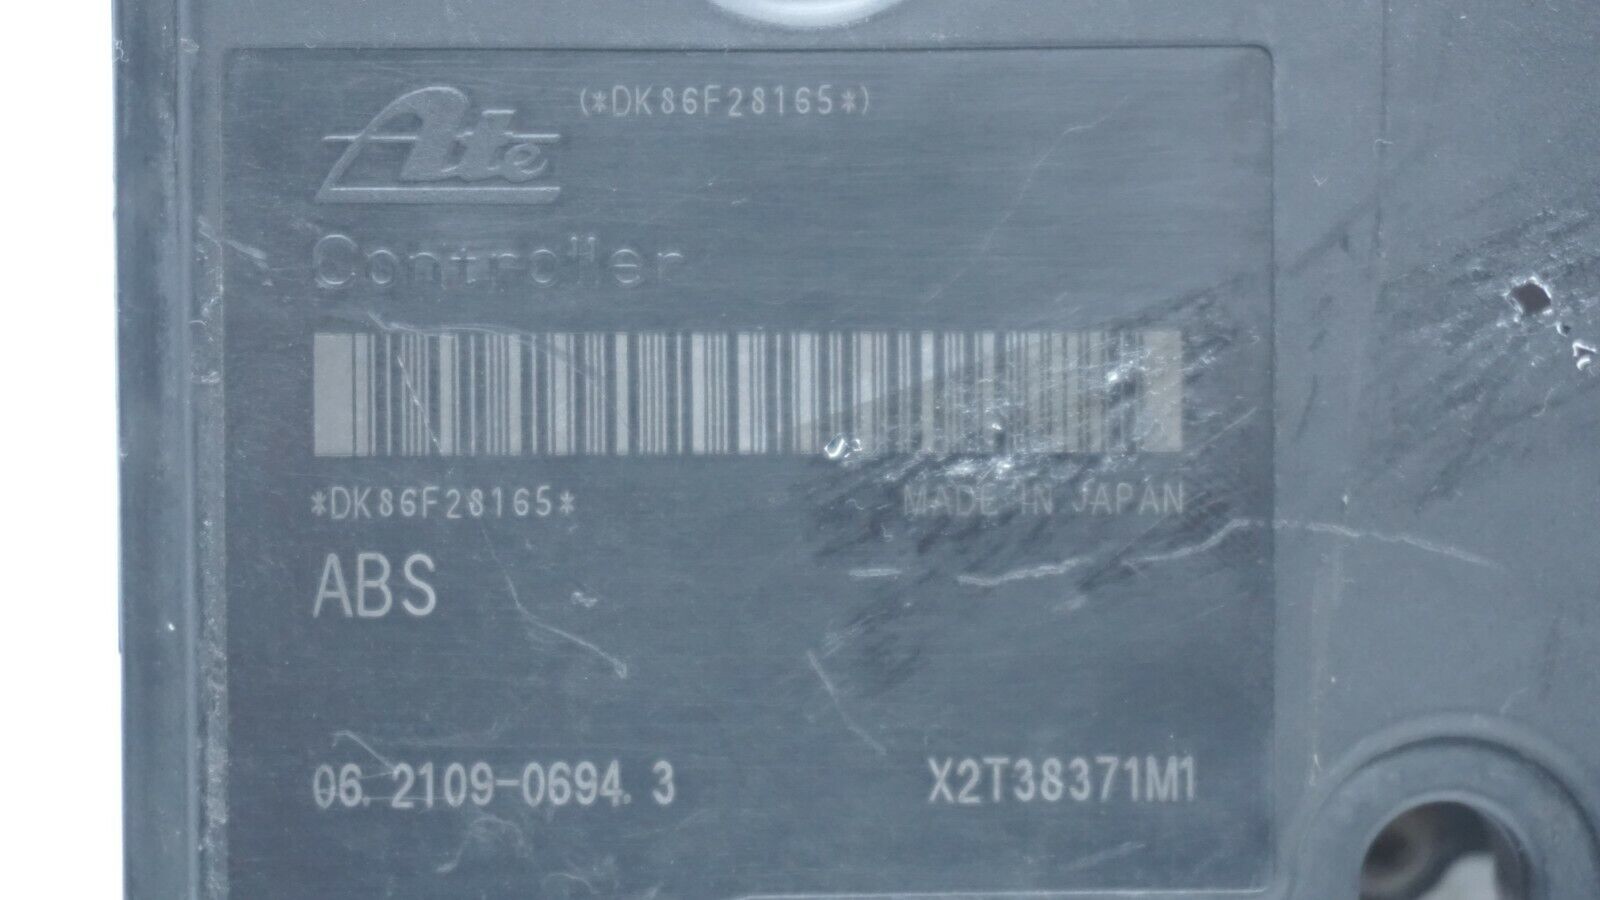 Ate (*DK86F28165*)
Controller
*DK86F28165* MADE IN JAPAN
ABS
06.2109-0694.3 X2T38371M1